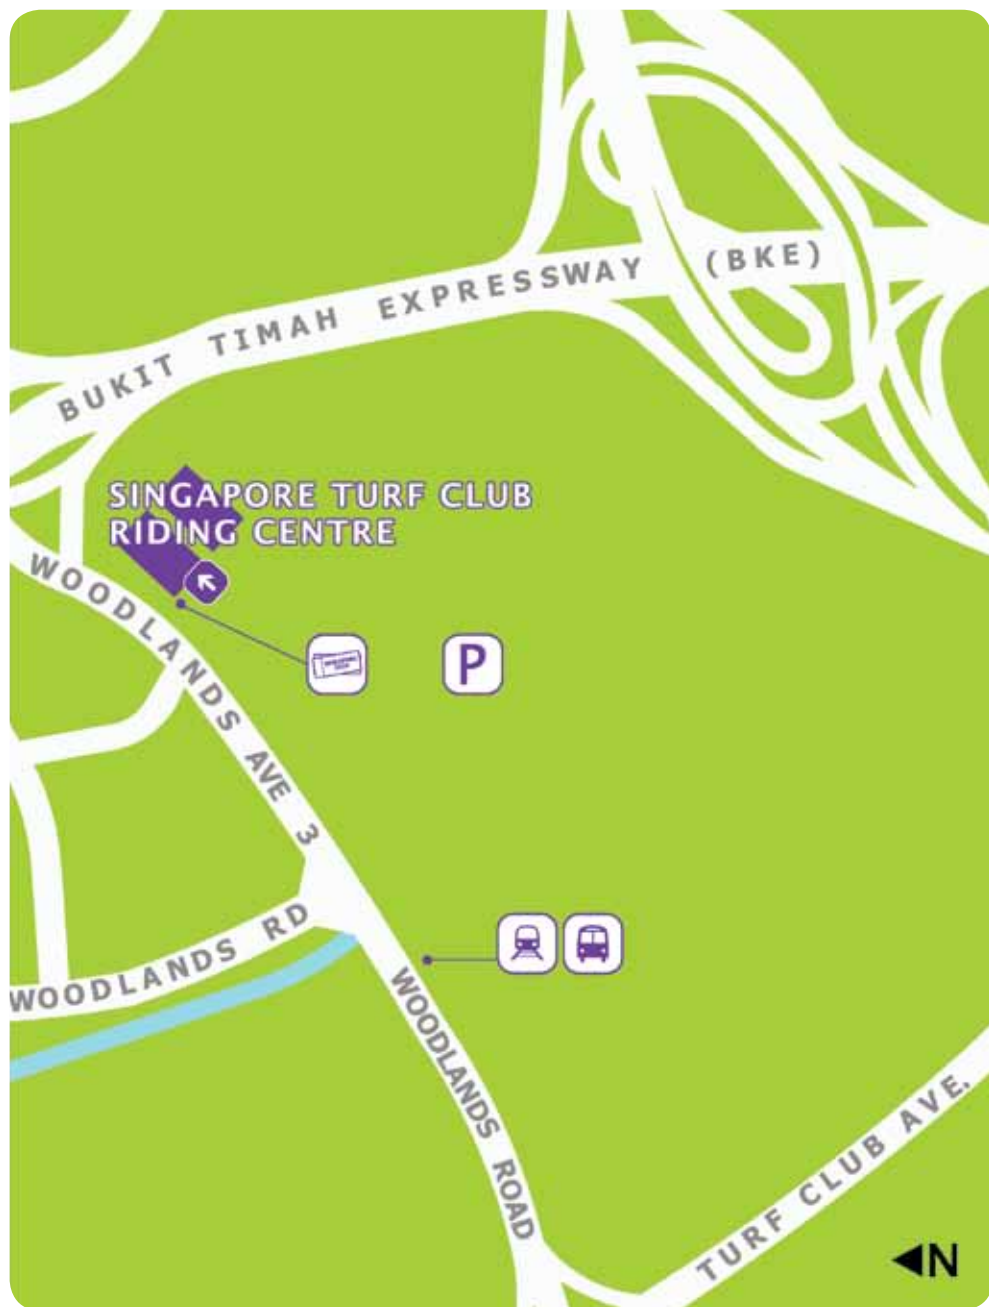 BUKIT TIMAH EXPRESSWAY (BKE)
SINGAPORE TURF CLUB
RIDING CENTRE
WOODLANDS AVE 3
P
WOODLANDS RD
WOODLANDS ROAD
TURF CLUB AVE.
N